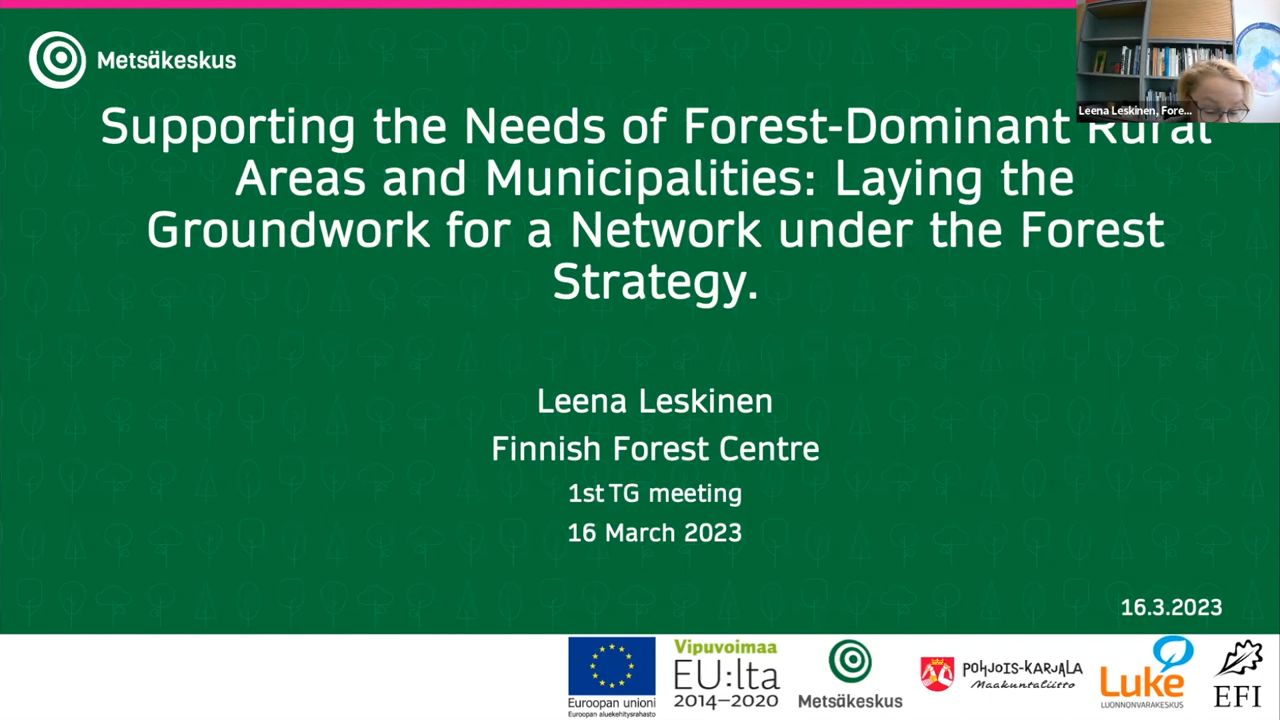 Metsäkeskus
Leena Leskinen, Fore...
Supporting the Needs of Forest-Dominant Rural
Areas and Municipalities: Laying the
Groundwork for a Network under the Forest
Strategy.
Leena Leskinen
Finnish Forest Centre
1st TG meeting
16 March 2023
16.3.2023
Euroopan unioni
Euroopan aluekehitysrahasto
Vipuvoimaa
EU:lta
2014–2020
Metsäkeskus
POHJOIS-KARJALA
Maakuntaliitto
Luke
LUONNONVARAKESKUS
EFI